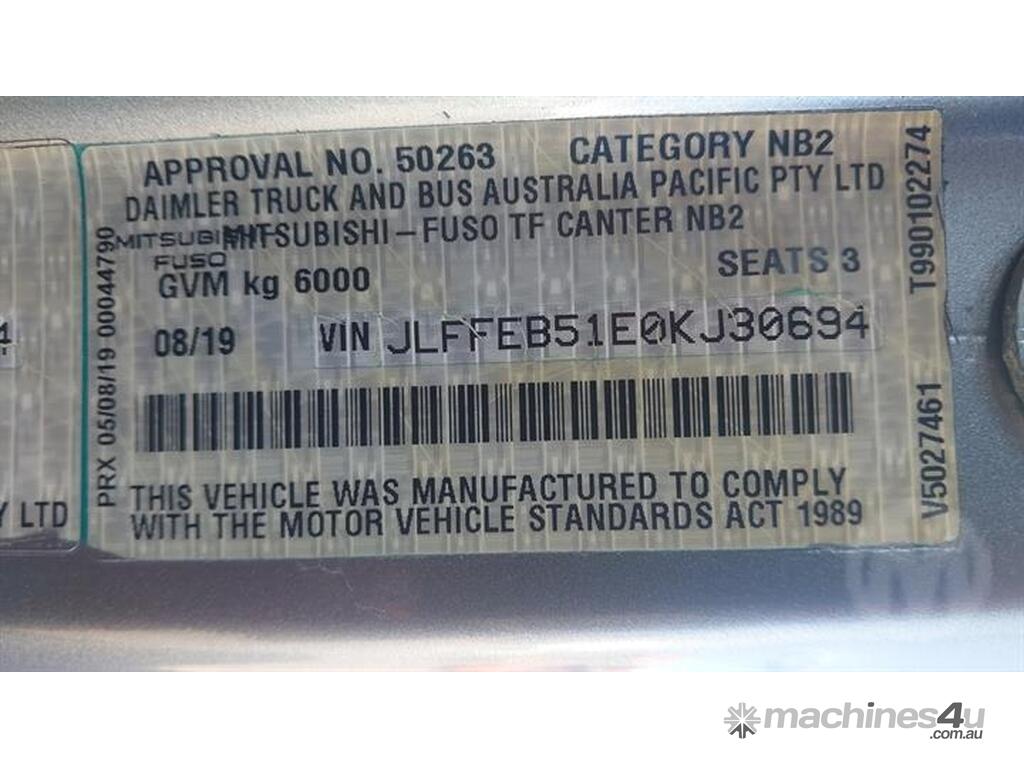 APPROVAL NO. 50263 CATEGORY NB2
DAIMLER TRUCK AND BUS AUSTRALIA PACIFIC PTY LTD
MITSUBISHI MITSUBISHI-FUSO TF CANTER NB2
FUSO
GVM kg 6000 SEATS 3
08/19 VIN JLFFEB51E0KJ30694
THIS VEHICLE WAS MANUFACTURED TO COMPLY
WITH THE MOTOR VEHICLE STANDARDS ACT 1989
PRX 05/08/19 00044790
V5027461 T990102274
4
Y LTD
machines4u
.com.au